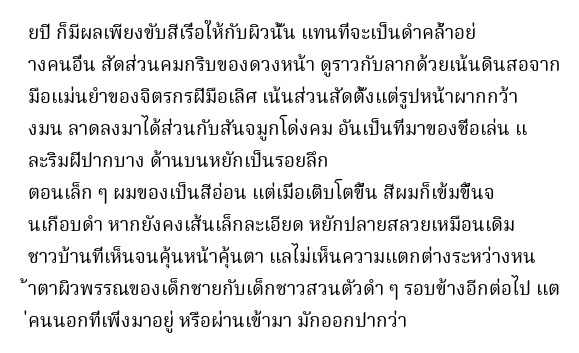 ยปี ก็มีผลเพียงขับสีเรื่อให้กับผิวนั้น แทนที่จะเป็นดำคล้ำอย่
างคนอื่น สัดส่วนคมกริบของดวงหน้า ดูราวกับลากด้วยเน้นดินสอจาก
มือแม่นยำของจิตรกรฝีมือเลิศ เน้นส่วนสัดตั้งแต่รูปหน้าผากกว้า
งมน ลาดลงมาได้ส่วนกับสันจมูกโด่งคม อันเป็นที่มาของชื่อเล่น แ
ละริมฝีปากบาง ด้านบนหยักเป็นรอยลึก
ตอนเล็ก ๆ ผมของเป็นสีอ่อน แต่เมื่อเติบโตขึ้น สีผมก็เข้มขึ้นจ
นเกือบดำ หากยังคงเส้นเล็กละเอียด หยักปลายสลวยเหมือนเดิม
ชาวบ้านที่เห็นจนคุ้นหน้าคุ้นตา แลไม่เห็นความแตกต่างระหว่างหน
้าตาผิวพรรณของเด็กชายกับเด็กชาวสวนตัวดำ ๆ รอบข้างอีกต่อไป แต
่คนนอกที่เพิ่งมาอยู่ หรือผ่านเข้ามา มักออกปากว่า